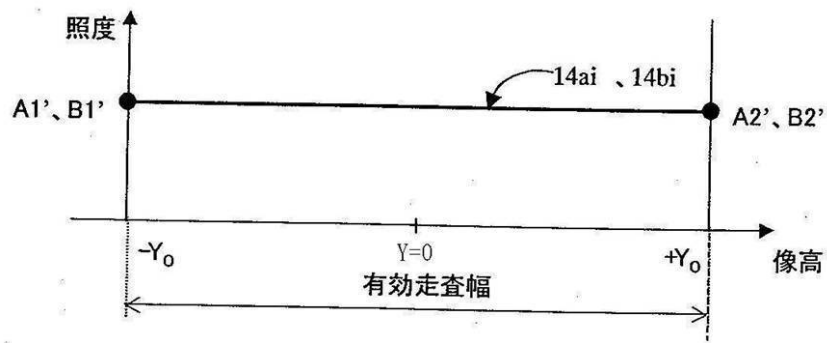 照度
14ai 、14bi
A1'、B1'
A2'、B2'
-Y₀
Y=0
+Y₀
像高
有効走査幅